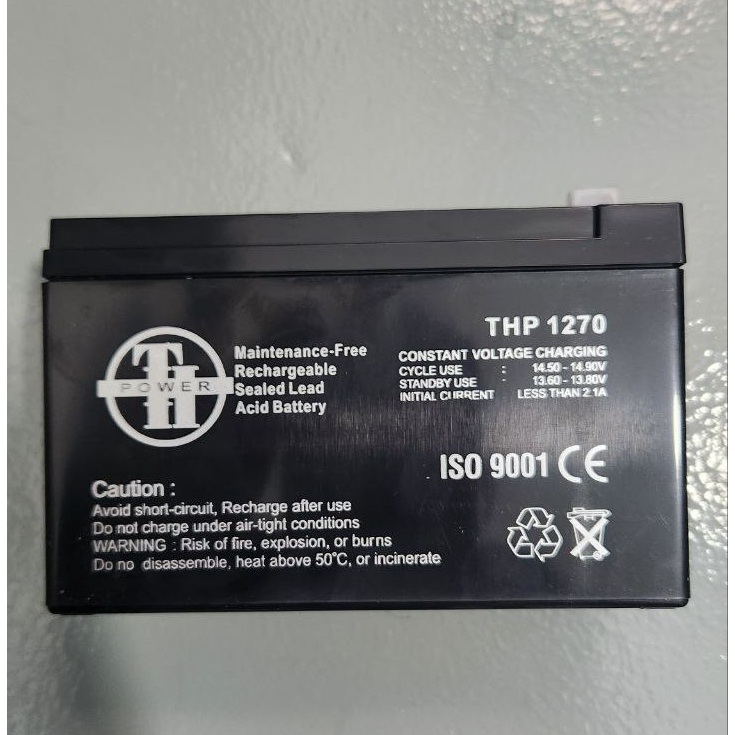 THP 1270
TH
POWER
Maintenance-Free
Rechargeable
Sealed Lead
Acid Battery
CONSTANT VOLTAGE CHARGING
CYCLE USE : 14.50 - 14.90V
STANDBY USE : 13.60 - 13.80V
INITIAL CURRENT LESS THAN 2.1A
ISO 9001 CE
Caution :
Avoid short-circuit, Recharge after use
Do not charge under air-tight conditions
WARNING : Risk of fire, explosion, or burns
Do no disassemble, heat above 50°C, or incinerate